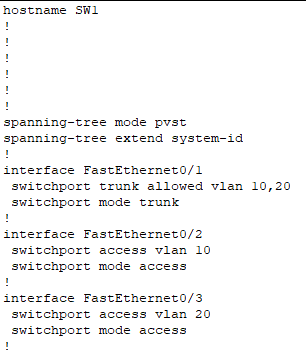 hostname SW1
!
!
!
!
!
!
spanning-tree mode pvst
spanning-tree extend system-id
!
interface FastEthernet0/1
 switchport trunk allowed vlan 10,20
 switchport mode trunk
!
interface FastEthernet0/2
 switchport access vlan 10
 switchport mode access
!
interface FastEthernet0/3
 switchport access vlan 20
 switchport mode access
!